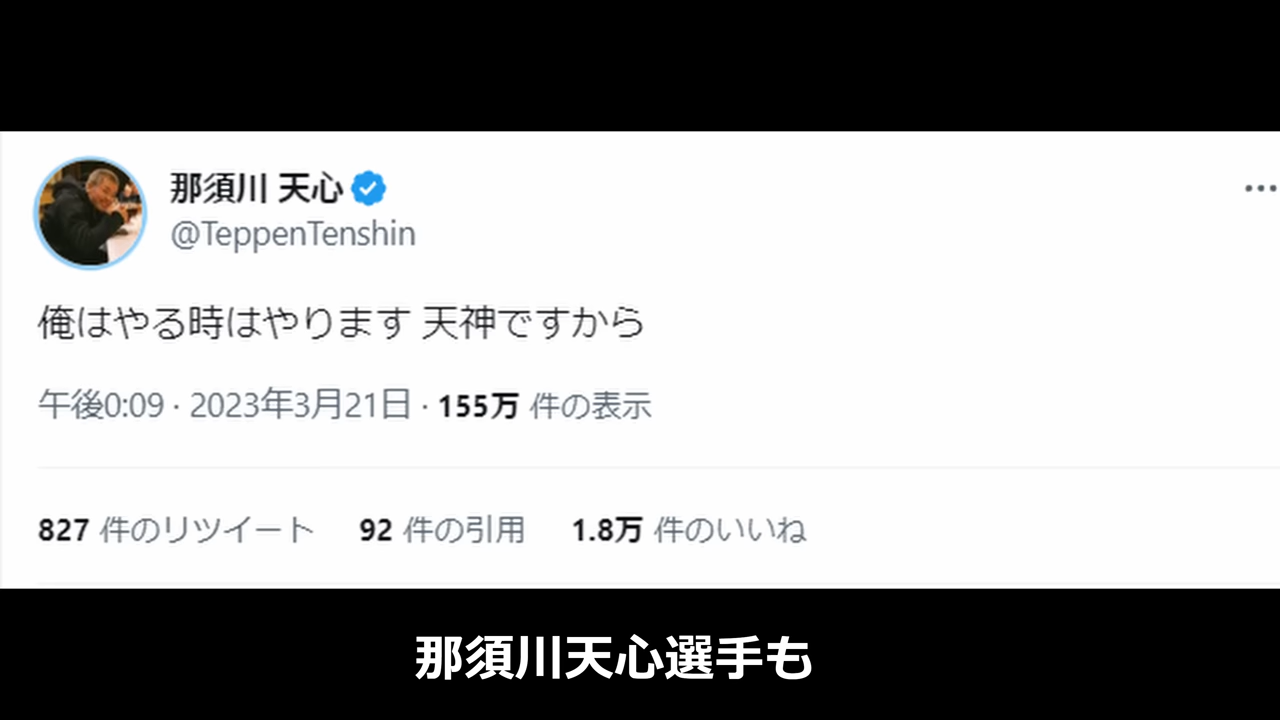 那須川 天心
@TeppenTenshin
俺はやる時はやります 天神ですから
午後0:09 · 2023年3月21日 · 155万 件の表示
827 件のリツイート 92 件の引用 1.8万 件のいいね
那須川天心選手も